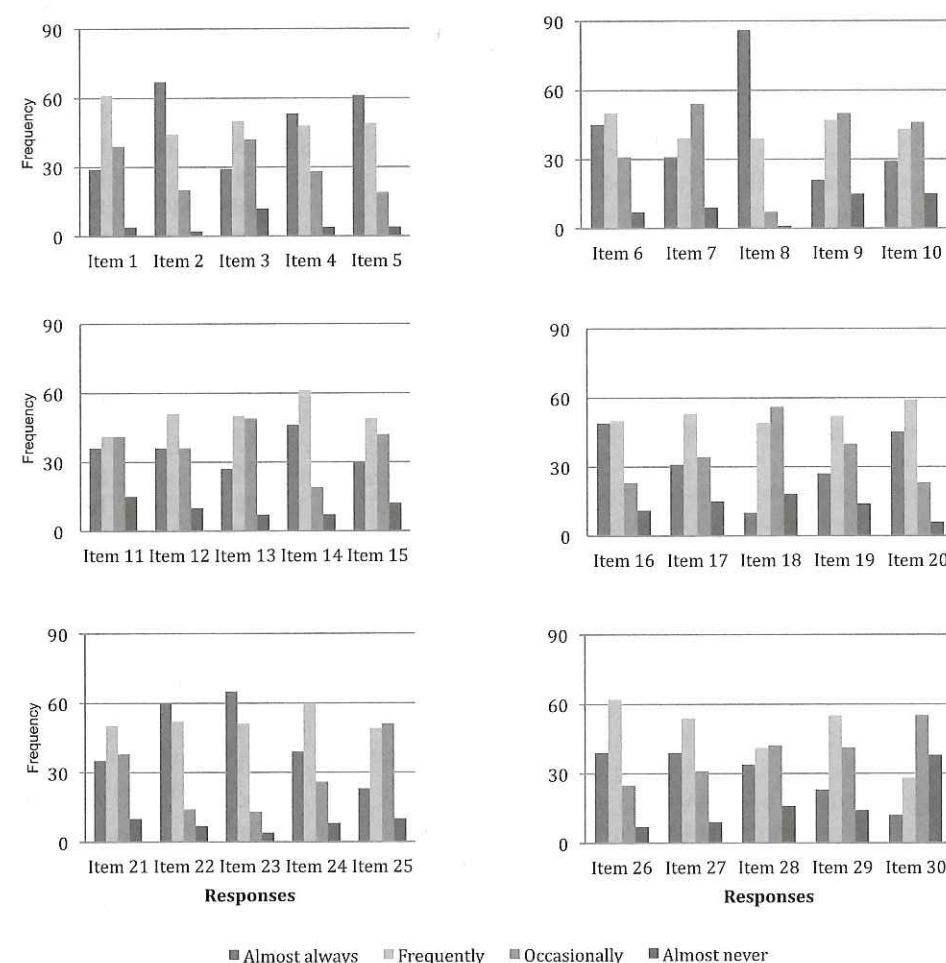 90
60
30
0
Frequency
Item 1 Item 2 Item 3 Item 4 Item 5
90
60
30
0
Item 6 Item 7 Item 8 Item 9 Item 10
90
60
30
0
Frequency
Item 11 Item 12 Item 13 Item 14 Item 15
90
60
30
0
Item 16 Item 17 Item 18 Item 19 Item 20
90
60
30
0
Frequency
Item 21 Item 22 Item 23 Item 24 Item 25
Responses
90
60
30
0
Item 26 Item 27 Item 28 Item 29 Item 30
Responses
Almost always Frequently Occasionally Almost never